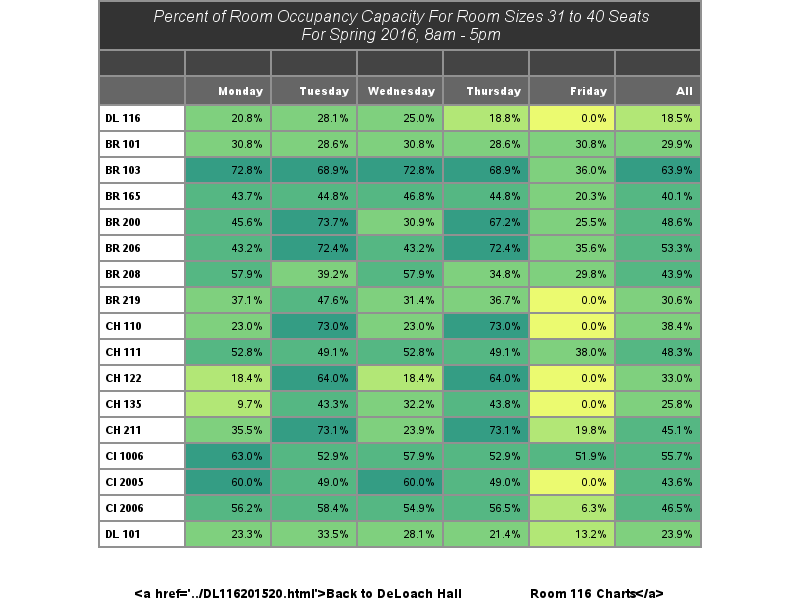 Percent of Room Occupancy Capacity For Room Sizes 31 to 40 Seats
For Spring 2016, 8am - 5pm
Monday Tuesday Wednesday Thursday Friday All
DL 116 20.8% 28.1% 25.0% 18.8% 0.0% 18.5%
BR 101 30.8% 28.6% 30.8% 28.6% 30.8% 29.9%
BR 103 72.8% 68.9% 72.8% 68.9% 36.0% 63.9%
BR 165 43.7% 44.8% 46.8% 44.8% 20.3% 40.1%
BR 200 45.6% 73.7% 30.9% 67.2% 25.5% 48.6%
BR 206 43.2% 72.4% 43.2% 72.4% 35.6% 53.3%
BR 208 57.9% 39.2% 57.9% 34.8% 29.8% 43.9%
BR 219 37.1% 47.6% 31.4% 36.7% 0.0% 30.6%
CH 110 23.0% 73.0% 23.0% 73.0% 0.0% 38.4%
CH 111 52.8% 49.1% 52.8% 49.1% 38.0% 48.3%
CH 122 18.4% 64.0% 18.4% 64.0% 0.0% 33.0%
CH 135 9.7% 43.3% 32.2% 43.8% 0.0% 25.8%
CH 211 35.5% 73.1% 23.9% 73.1% 19.8% 45.1%
CI 1006 63.0% 52.9% 57.9% 52.9% 51.9% 55.7%
CI 2005 60.0% 49.0% 60.0% 49.0% 0.0% 43.6%
CI 2006 56.2% 58.4% 54.9% 56.5% 6.3% 46.5%
DL 101 23.3% 33.5% 28.1% 21.4% 13.2% 23.9%
<a href='../DL116201520.html'>Back to DeLoach Hall Room 116 Charts</a>